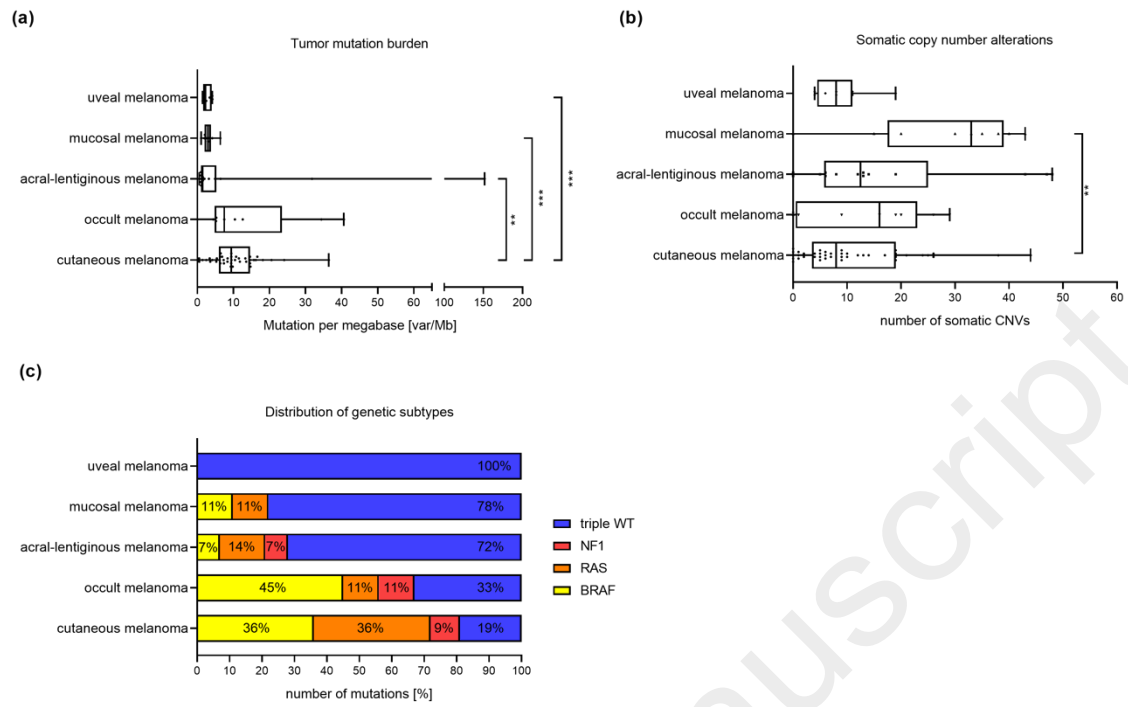 (a)
Tumor mutation burden
uveal melanoma
mucosal melanoma
acral-lentiginous melanoma
occult melanoma
cutaneous melanoma
0 10 20 30 40 50 60 100 150 200
Mutation per megabase [var/Mb]
** *** ***
(b)
Somatic copy number alterations
uveal melanoma
mucosal melanoma
acral-lentiginous melanoma
occult melanoma
cutaneous melanoma
**
0 10 20 30 40 50 60
number of somatic CNVs
(c)
Distribution of genetic subtypes
uveal melanoma 100%
mucosal melanoma 11% 11% 78%
acral-lentiginous melanoma 7% 14% 7% 72%
occult melanoma 45% 11% 11% 33%
cutaneous melanoma 36% 36% 9% 19%
0 10 20 30 40 50 60 70 80 90 100
number of mutations [%]
triple WT
NF1
RAS
BRAF
uscript